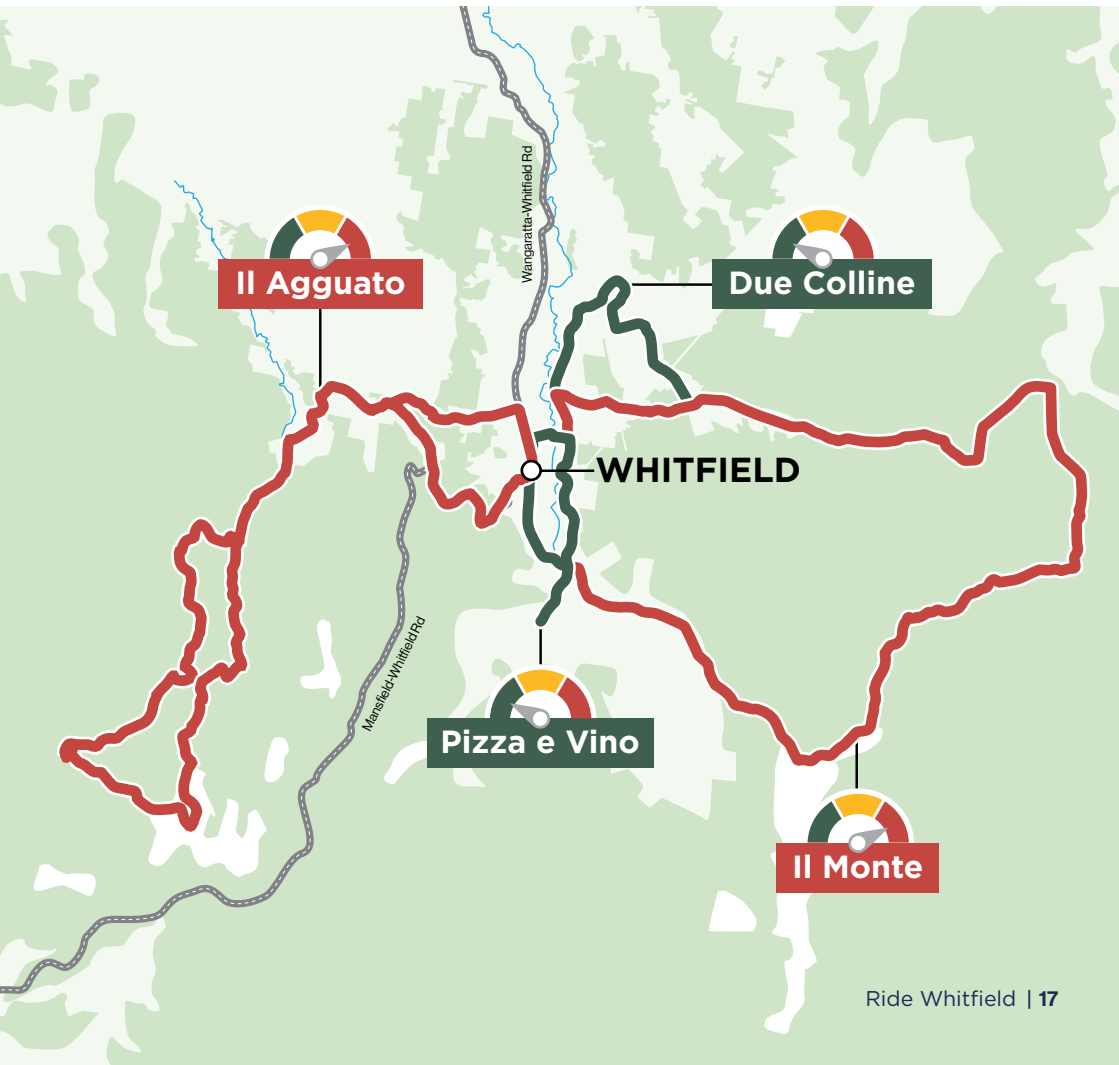 Wangaratta-Whitfield Rd
Il Agguato
Due Colline
WHITFIELD
Mansfield-Whitfield Rd
Pizza e Vino
Il Monte
Ride Whitfield | 17